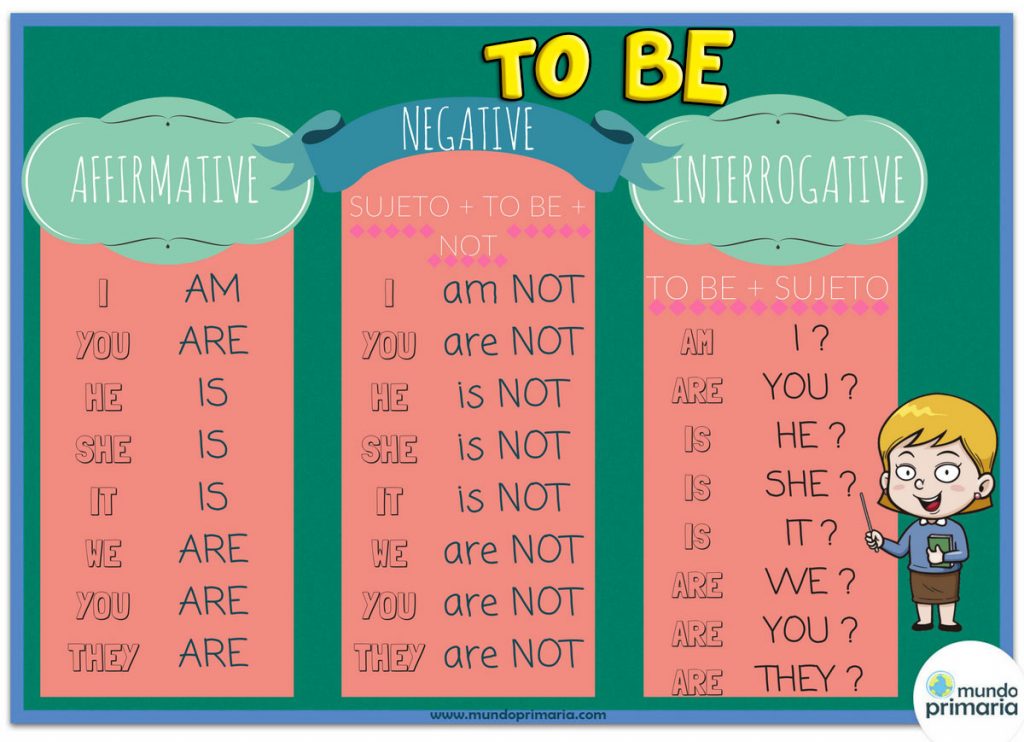 TO BE
AFFIRMATIVE
I AM
YOU ARE
HE IS
SHE IS
IT IS
WE ARE
YOU ARE
THEY ARE
NEGATIVE
SUJETO + TO BE +
NOT
I am NOT
YOU are NOT
HE is NOT
SHE is NOT
IT is NOT
WE are NOT
YOU are NOT
THEY are NOT
INTERROGATIVE
TO BE + SUJETO
AM I ?
ARE YOU ?
IS HE ?
IS SHE ?
IS IT ?
ARE WE ?
ARE YOU ?
ARE THEY ?
www.mundoprimaria.com
mundo
primaria